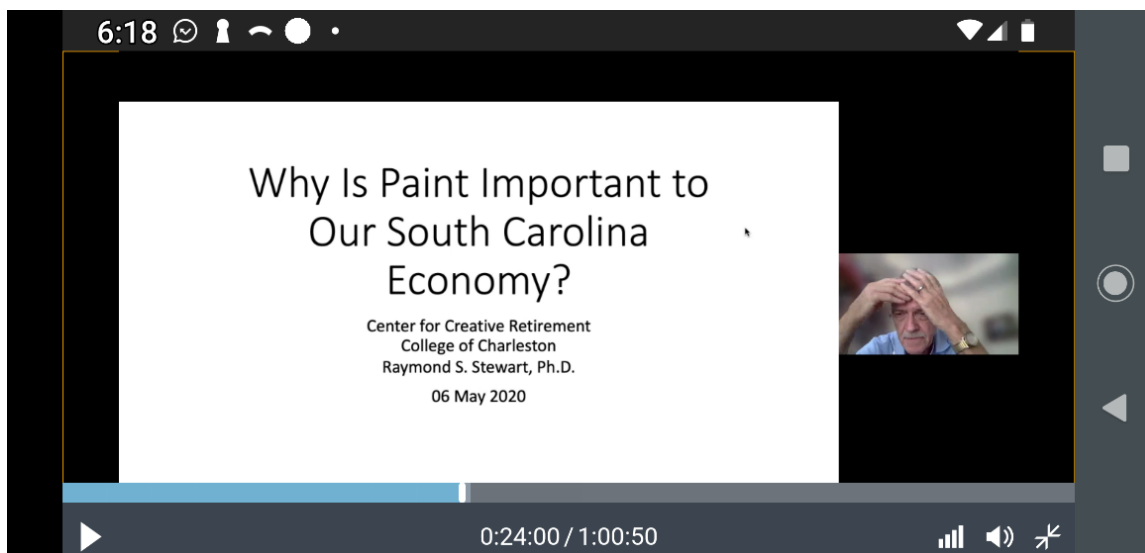 6:18
Why Is Paint Important to
Our South Carolina
Economy?
Center for Creative Retirement
College of Charleston
Raymond S. Stewart, Ph.D.
06 May 2020
0:24:00 / 1:00:50